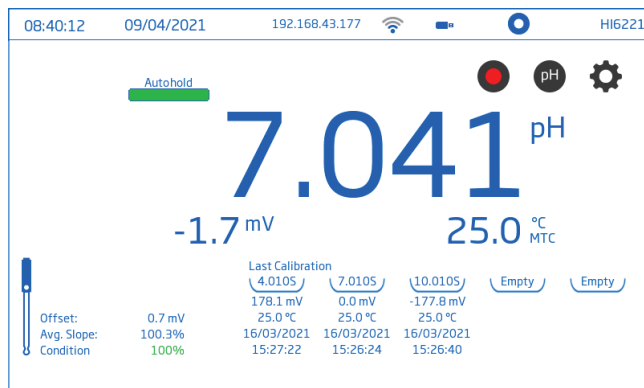 08:40:12 09/04/2021 192.168.43.177 HI6221
Autohold
pH
7.041 pH
-1.7 mV 25.0 °C MTC
Last Calibration
4.010S 7.010S 10.010S Empty Empty
178.1 mV 0.0 mV -177.8 mV
Offset: 0.7 mV 25.0 °C 25.0 °C 25.0 °C
Avg. Slope: 100.3% 16/03/2021 16/03/2021 16/03/2021
Condition 100% 15:27:22 15:26:24 15:26:40